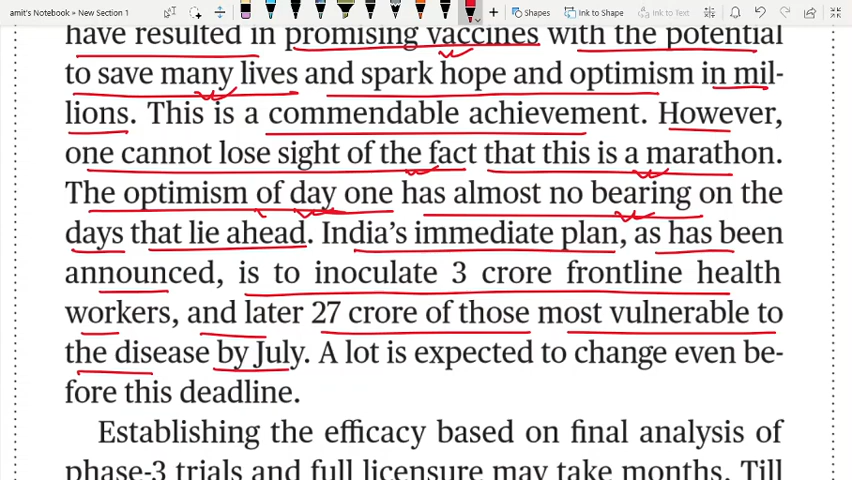 amit's Notebook » New Section 1
Shapes Ink to Shape Ink to Text
have resulted in promising vaccines with the potential
to save many lives and spark hope and optimism in mil-
lions. This is a commendable achievement. However,
one cannot lose sight of the fact that this is a marathon.
The optimism of day one has almost no bearing on the
days that lie ahead. India's immediate plan, as has been
announced, is to inoculate 3 crore frontline health
workers, and later 27 crore of those most vulnerable to
the disease by July. A lot is expected to change even be-
fore this deadline.
Establishing the efficacy based on final analysis of
phase-3 trials and full licensure may take months. Till